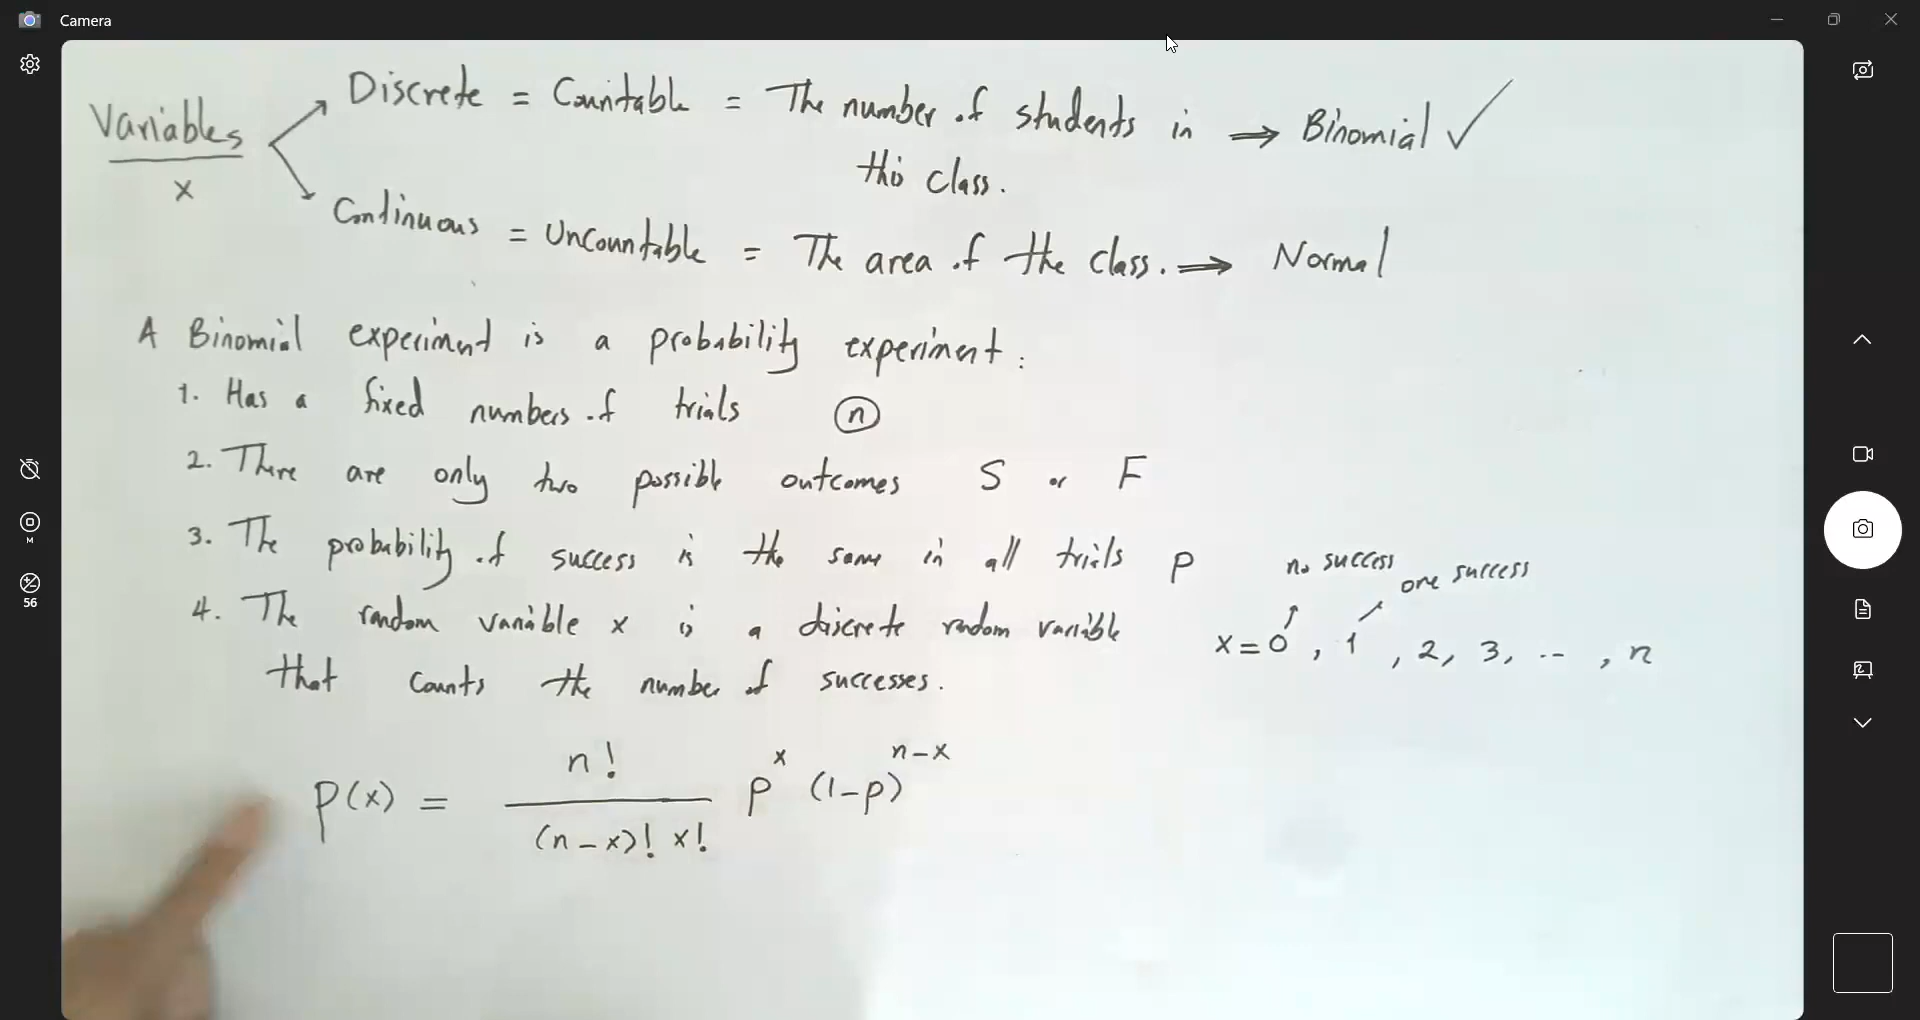 Camera
Variables
x
Discrete = Countable = The number of students in ⇒ Binomial ✓
this class.
Continuous = Uncountable = The area of the class. ⇒ Normal
A Binomial experiment is a probability experiment:
1. Has a fixed numbers of trials (n)
2. There are only two possible outcomes S or F
3. The probability of success is the same in all trials p
no success
one success
4. The random variable x is a discrete random variable
x = 0, 1, 2, 3, ..., n
that counts the number of successes.
P(x) = n! / ((n-x)! x!) p^x (1-p)^(n-x)
M
56